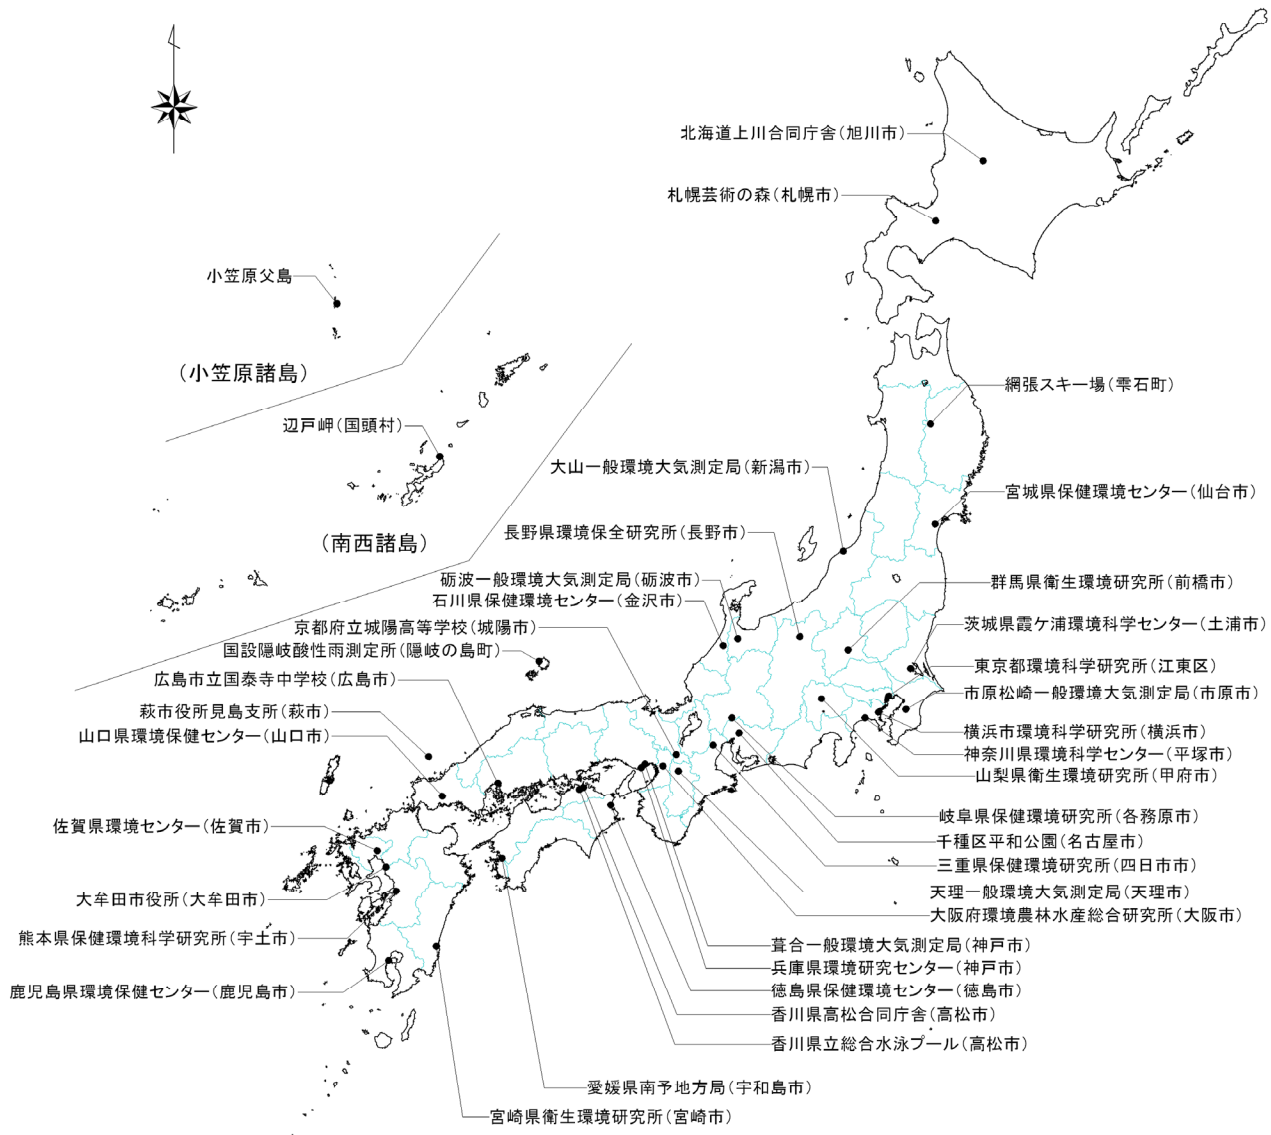 北海道上川合同庁舎(旭川市)
札幌芸術の森(札幌市)
小笠原父島
(小笠原諸島)
網張スキー場(雫石町)
辺戸岬(国頭村)
大山一般環境大気測定局(新潟市)
宮城県保健環境センター(仙台市)
(南西諸島)
長野県環境保全研究所(長野市)
砺波一般環境大気測定局(砺波市)
群馬県衛生環境研究所(前橋市)
石川県保健環境センター(金沢市)
京都府立城陽高等学校(城陽市)
茨城県霞ケ浦環境科学センター(土浦市)
国設隠岐酸性雨測定所(隠岐の島町)
東京都環境科学研究所(江東区)
広島市立国泰寺中学校(広島市)
市原松崎一般環境大気測定局(市原市)
萩市役所見島支所(萩市)
横浜市環境科学研究所(横浜市)
山口県環境保健センター(山口市)
神奈川県環境科学センター(平塚市)
山梨県衛生環境研究所(甲府市)
岐阜県保健環境研究所(各務原市)
佐賀県環境センター(佐賀市)
千種区平和公園(名古屋市)
三重県保健環境研究所(四日市市)
天理一般環境大気測定局(天理市)
大牟田市役所(大牟田市)
大阪府環境農林水産総合研究所(大阪市)
熊本県保健環境科学研究所(宇土市)
葺合一般環境大気測定局(神戸市)
兵庫県環境研究センター(神戸市)
鹿児島県環境保健センター(鹿児島市)
徳島県保健環境センター(徳島市)
香川県高松合同庁舎(高松市)
香川県立総合水泳プール(高松市)
愛媛県南予地方局(宇和島市)
宮崎県衛生環境研究所(宮崎市)